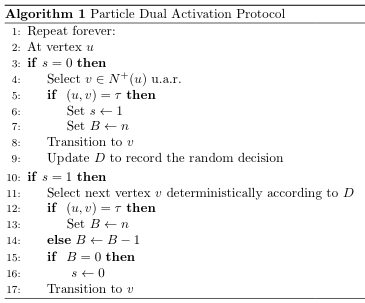 Algorithm 1 Particle Dual Activation Protocol
1: Repeat forever:
2: At vertex u
3: if s = 0 then
4: Select v ∈ N⁺(u) u.a.r.
5: if (u, v) = τ then
6: Set s ← 1
7: Set B ← n
8: Transition to v
9: Update D to record the random decision
10: if s = 1 then
11: Select next vertex v deterministically according to D
12: if (u, v) = τ then
13: Set B ← n
14: else B ← B − 1
15: if B = 0 then
16: s ← 0
17: Transition to v